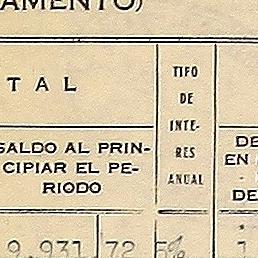 AMENTO)
TAL
SALDO AL PRIN-
CIPIAR EL PE-
RIODO
TIPO
DE
INTE-
RES
ANUAL
DE
EN
DE
9.931,72 5% 1